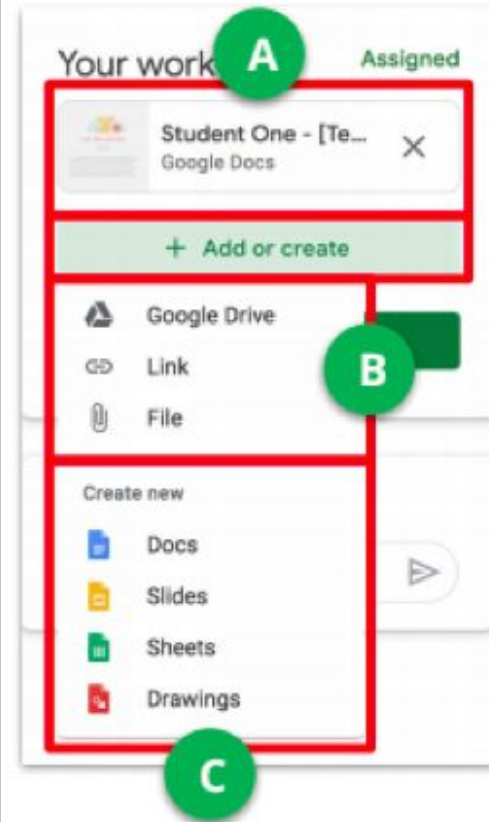 A
Your work
Assigned
Student One - [Te...
Google Docs
+ Add or create
Google Drive
Link
B
File
Create new
Docs
Slides
Sheets
Drawings
C